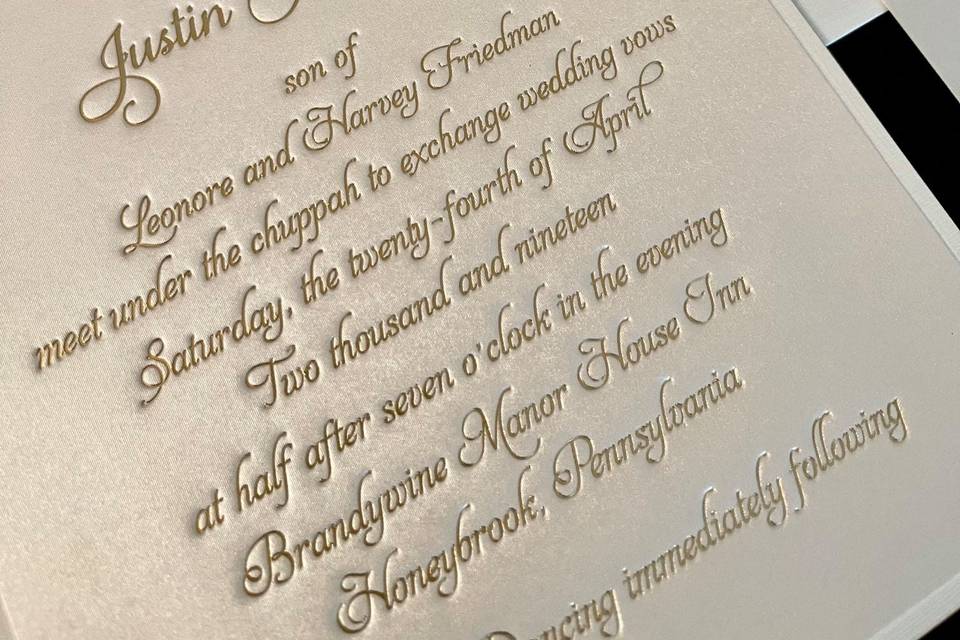 Justin
son of
Leonore and Harvey Friedman
meet under the chuppah to exchange wedding vows
Saturday, the twenty-fourth of April
Two thousand and nineteen
at half after seven o'clock in the evening
Brandywine Manor House Inn
Honeybrook, Pennsylvania
Dancing immediately following